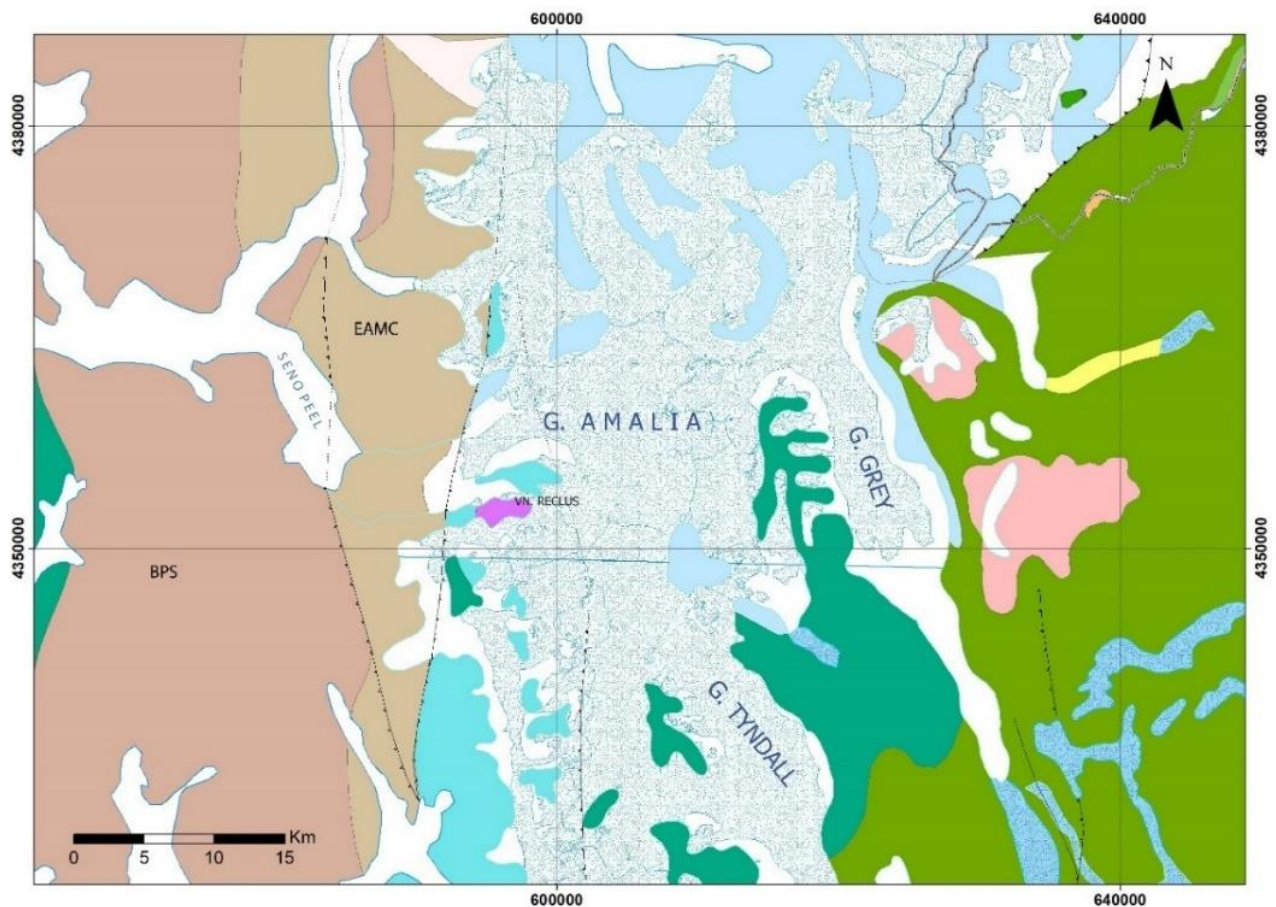 600000
640000
N
4380000
4380000
EAMC
SENO PEEL
G. AMALIA
G. GREY
VN. RECLUS
4350000
4350000
BPS
G. TYNDALL
Km
0 5 10 15
600000
640000